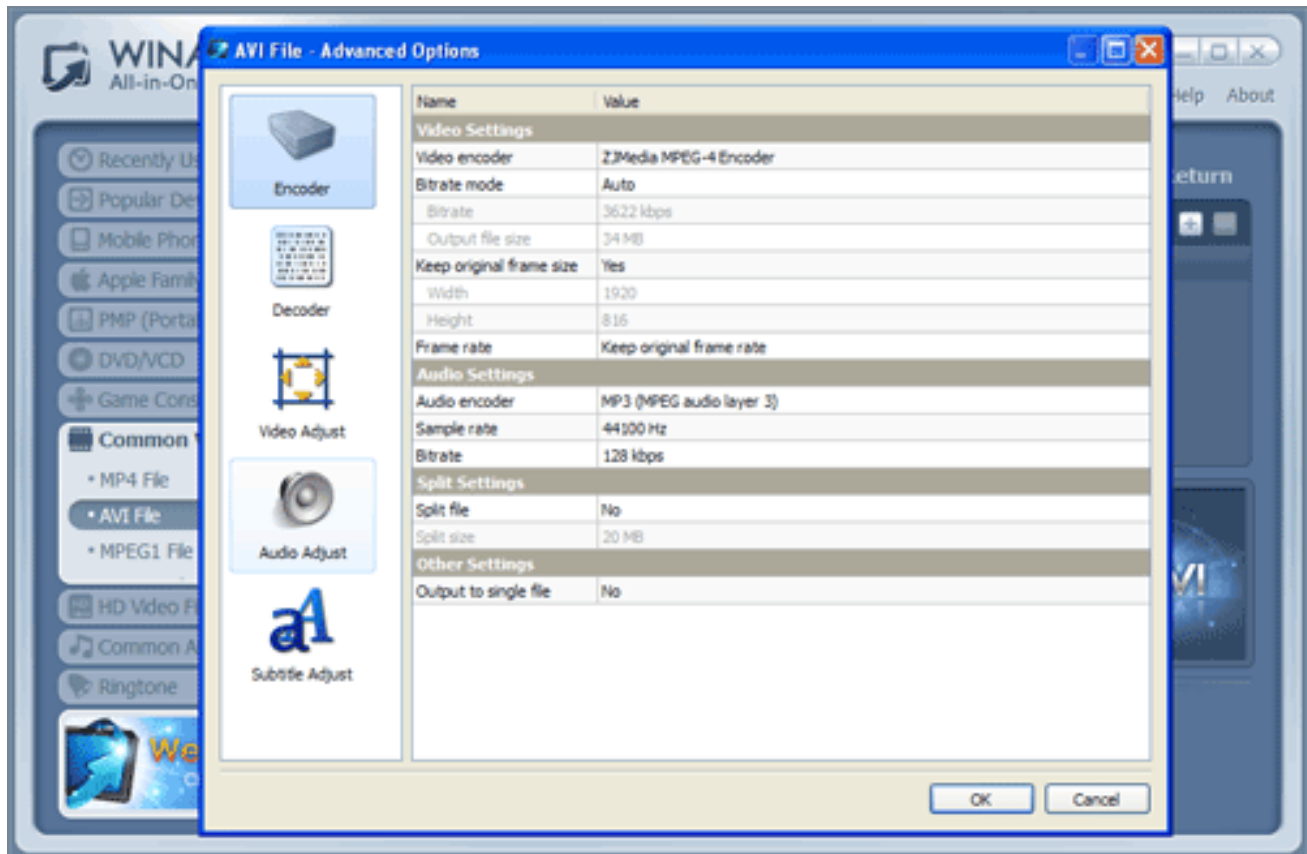 WINA
All-in-On
AVI File - Advanced Options
Help About
Recently Us
Popular De
Mobile Phon
Apple Family
PMP (Porta
DVD/VCD
Game Cons
Common V
• MP4 File
• AVI File
• MPEG1 File
HD Video Fi
Common A
Ringtone
We
Encoder
Decoder
Video Adjust
Audio Adjust
Subtitle Adjust
Name Value
Video Settings
Video encoder ZJMedia MPEG-4 Encoder
Bitrate mode Auto
Bitrate 3622 kbps
Output file size 34 MB
Keep original frame size Yes
Width 1920
Height 816
Frame rate Keep original frame rate
Audio Settings
Audio encoder MP3 (MPEG audio layer 3)
Sample rate 44100 Hz
Bitrate 128 kbps
Split Settings
Split file No
Split size 20 MB
Other Settings
Output to single file No
OK Cancel
eturn
VI